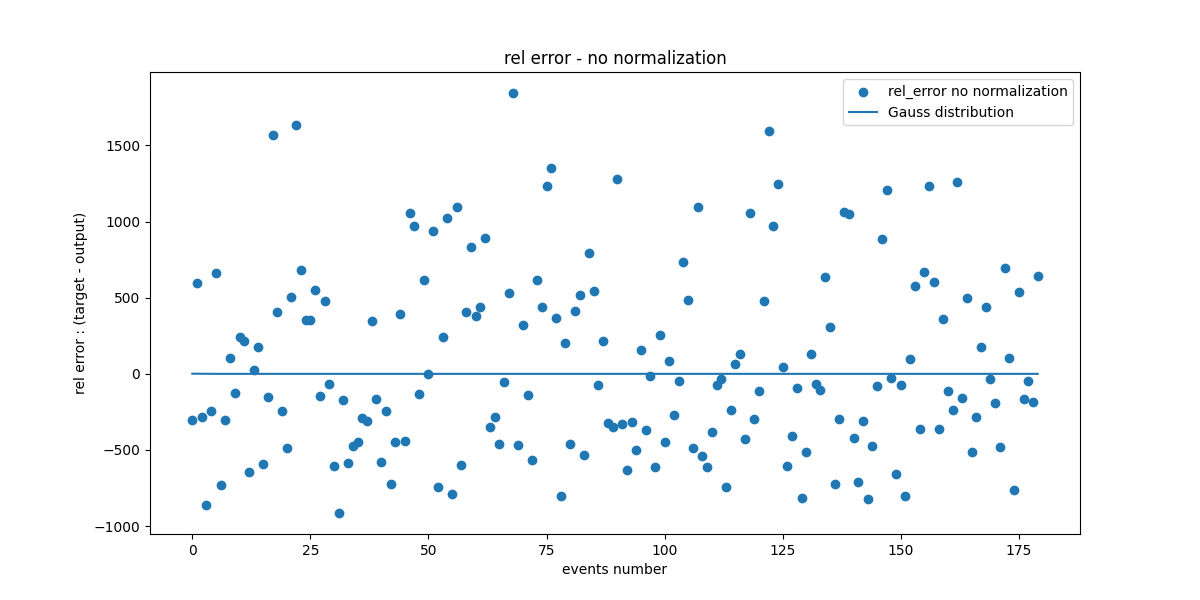 rel error - no normalization
rel_error no normalization
Gauss distribution
1500
1000
500
0
−500
−1000
rel error : (target - output)
0 25 50 75 100 125 150 175
events number